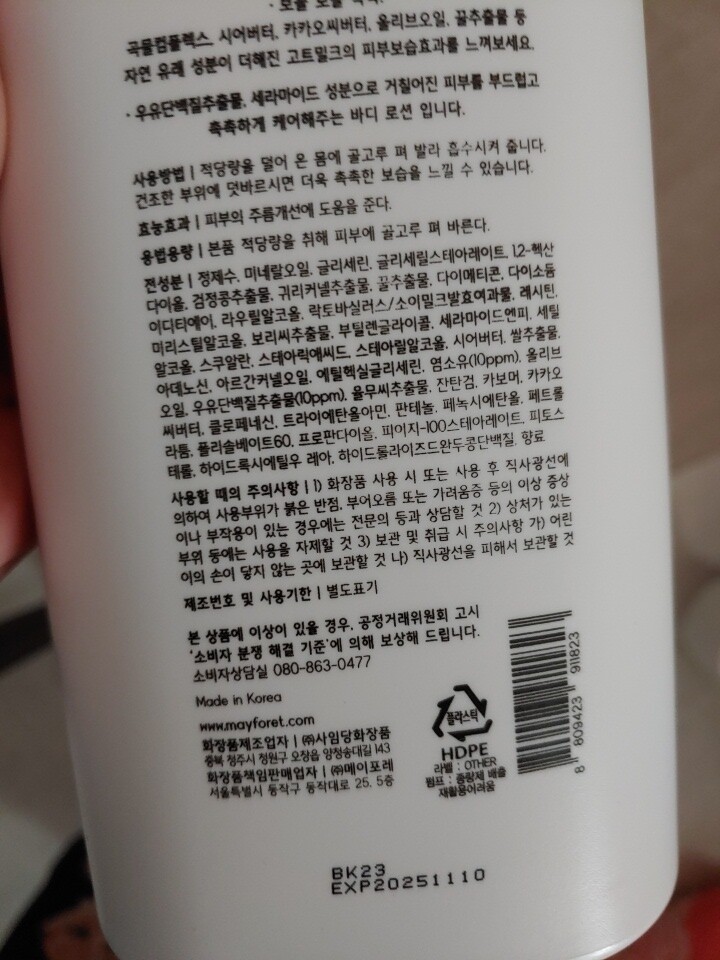 곡물컴플렉스, 시어버터, 카카오씨버터, 올리브오일, 꿀추출물 등
자연 유래 성분이 더해진 고트밀크의 피부보습효과를 느껴보세요.
· 우유단백질추출물, 세라마이드 성분으로 거칠어진 피부를 부드럽고
촉촉하게 케어해주는 바디 로션 입니다.
사용방법 | 적당량을 덜어 온 몸에 골고루 펴 발라 흡수시켜 줍니다.
건조한 부위에 덧바르시면 더욱 촉촉한 보습을 느낄 수 있습니다.
효능효과 | 피부의 주름개선에 도움을 준다.
용법용량 | 본품 적당량을 취해 피부에 골고루 펴 바른다.
전성분 | 정제수, 미네랄오일, 글리세린, 글리세릴스테아레이트, 1,2-헥산
다이올, 검정콩추출물, 귀리커넬추출물, 꿀추출물, 다이메티콘, 다이소듐
이디티에이, 라우릴알코올, 락토바실러스/소이밀크발효여과물, 레시틴,
미리스틸알코올, 보리씨추출물, 부틸렌글라이콜, 세라마이드엔피, 세틸
알코올, 스쿠알란, 스테아릭애씨드, 스테아릴알코올, 시어버터, 쌀추출물,
아데노신, 아르간커넬오일, 에틸헥실글리세린, 염소유(10ppm), 올리브
오일, 우유단백질추출물(10ppm), 율무씨추출물, 잔탄검, 카보머, 카카오
씨버터, 클로페네신, 트라이에탄올아민, 판테놀, 페녹시에탄올, 페트롤
라툼, 폴리솔베이트60, 프로판다이올, 피이지-100스테아레이트, 피토스
테롤, 하이드록시에틸우 레아, 하이드롤라이즈드완두콩단백질, 향료
사용할 때의 주의사항 | 1) 화장품 사용 시 또는 사용 후 직사광선에
의하여 사용부위가 붉은 반점, 부어오름 또는 가려움증 등의 이상 증상
이나 부작용이 있는 경우에는 전문의 등과 상담할 것 2) 상처가 있는
부위 등에는 사용을 자제할 것 3) 보관 및 취급 시 주의사항 가) 어린
이의 손이 닿지 않는 곳에 보관할 것 나) 직사광선을 피해서 보관할 것
제조번호 및 사용기한 | 별도표기
본 상품에 이상이 있을 경우, 공정거래위원회 고시
'소비자 분쟁 해결 기준'에 의해 보상해 드립니다.
소비자상담실 080-863-0477
Made in Korea
www.mayforet.com
화장품제조업자 | (주)사임당화장품
충북 청주시 청원구 오창읍 양청송대길 143
화장품책임판매업자 | (주)메이포레
서울특별시 동작구 동작대로 25, 5층
플라스틱
HDPE
라벨 : OTHER
펌프 : 중량제 배출
재활용어려움
8 809423 911823
BK23
EXP20251110